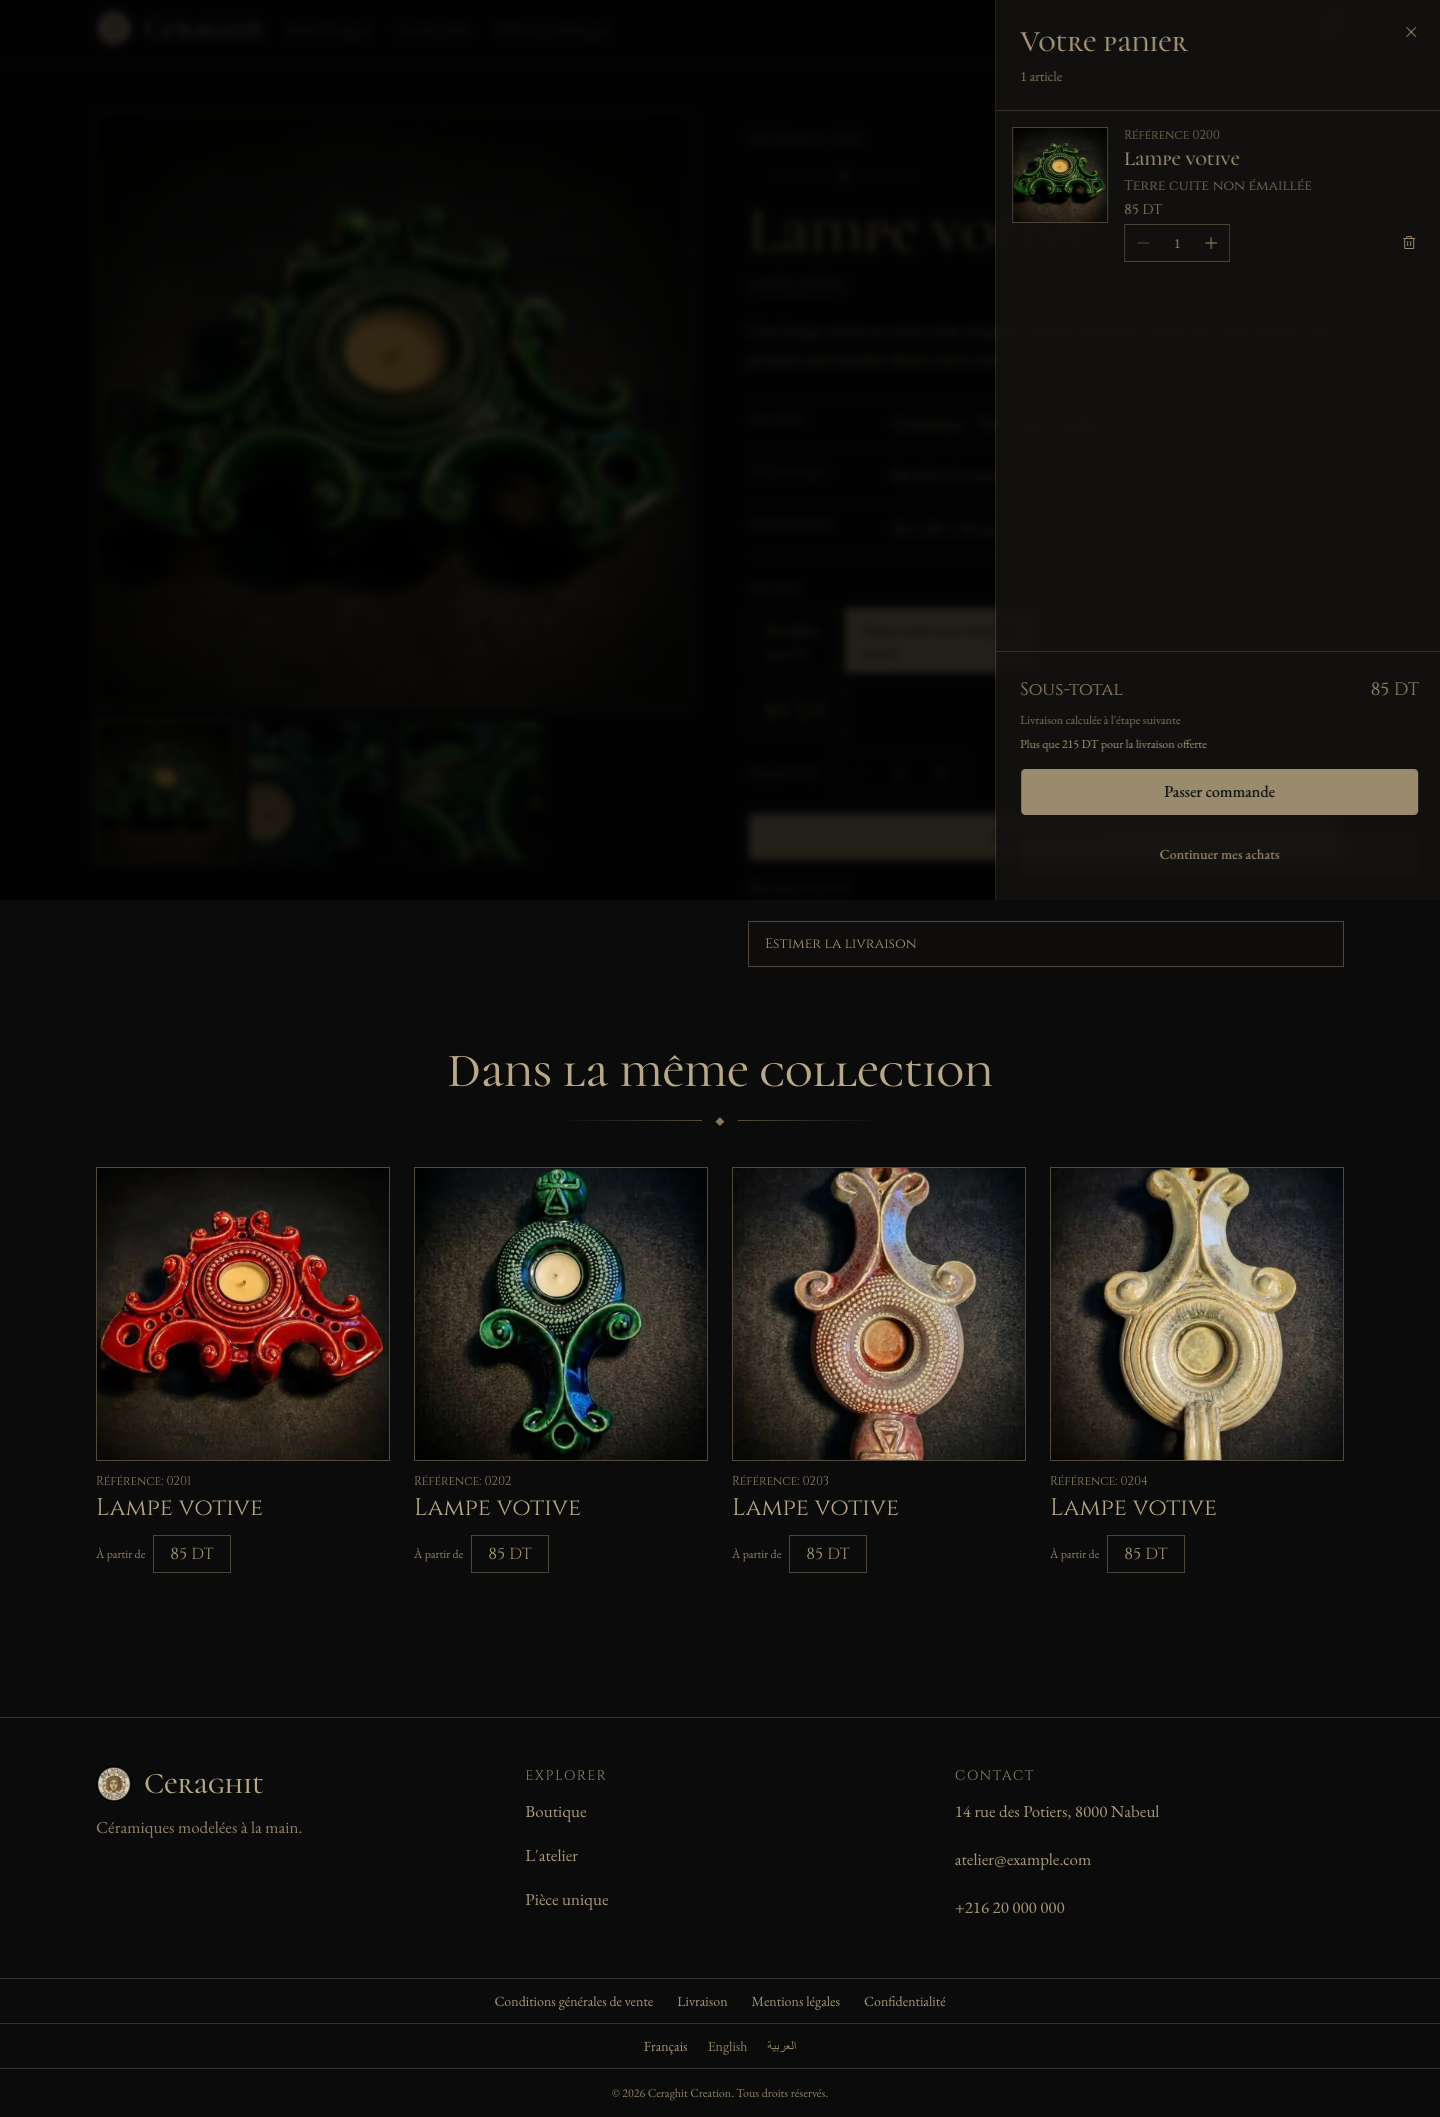 Ceraghit
Lampe vo
Votre panier
1 article
Référence 0200
Lampe votive
Terre cuite non émaillée
85 DT
1
Sous-total
85 DT
Livraison calculée à l'étape suivante
Plus que 215 DT pour la livraison offerte
Passer commande
Continuer mes achats
Estimer la livraison
Dans la même collection
Référence: 0201
Lampe votive
À partir de
85 DT
Référence: 0202
Lampe votive
À partir de
85 DT
Référence: 0203
Lampe votive
À partir de
85 DT
Référence: 0204
Lampe votive
À partir de
85 DT
Ceraghit
Céramiques modelées à la main.
EXPLORER
Boutique
L'atelier
Pièce unique
CONTACT
14 rue des Potiers, 8000 Nabeul
atelier@example.com
+216 20 000 000
Conditions générales de vente
Livraison
Mentions légales
Confidentialité
Français
English
العربية
© 2026 Ceraghit Creation. Tous droits réservés.